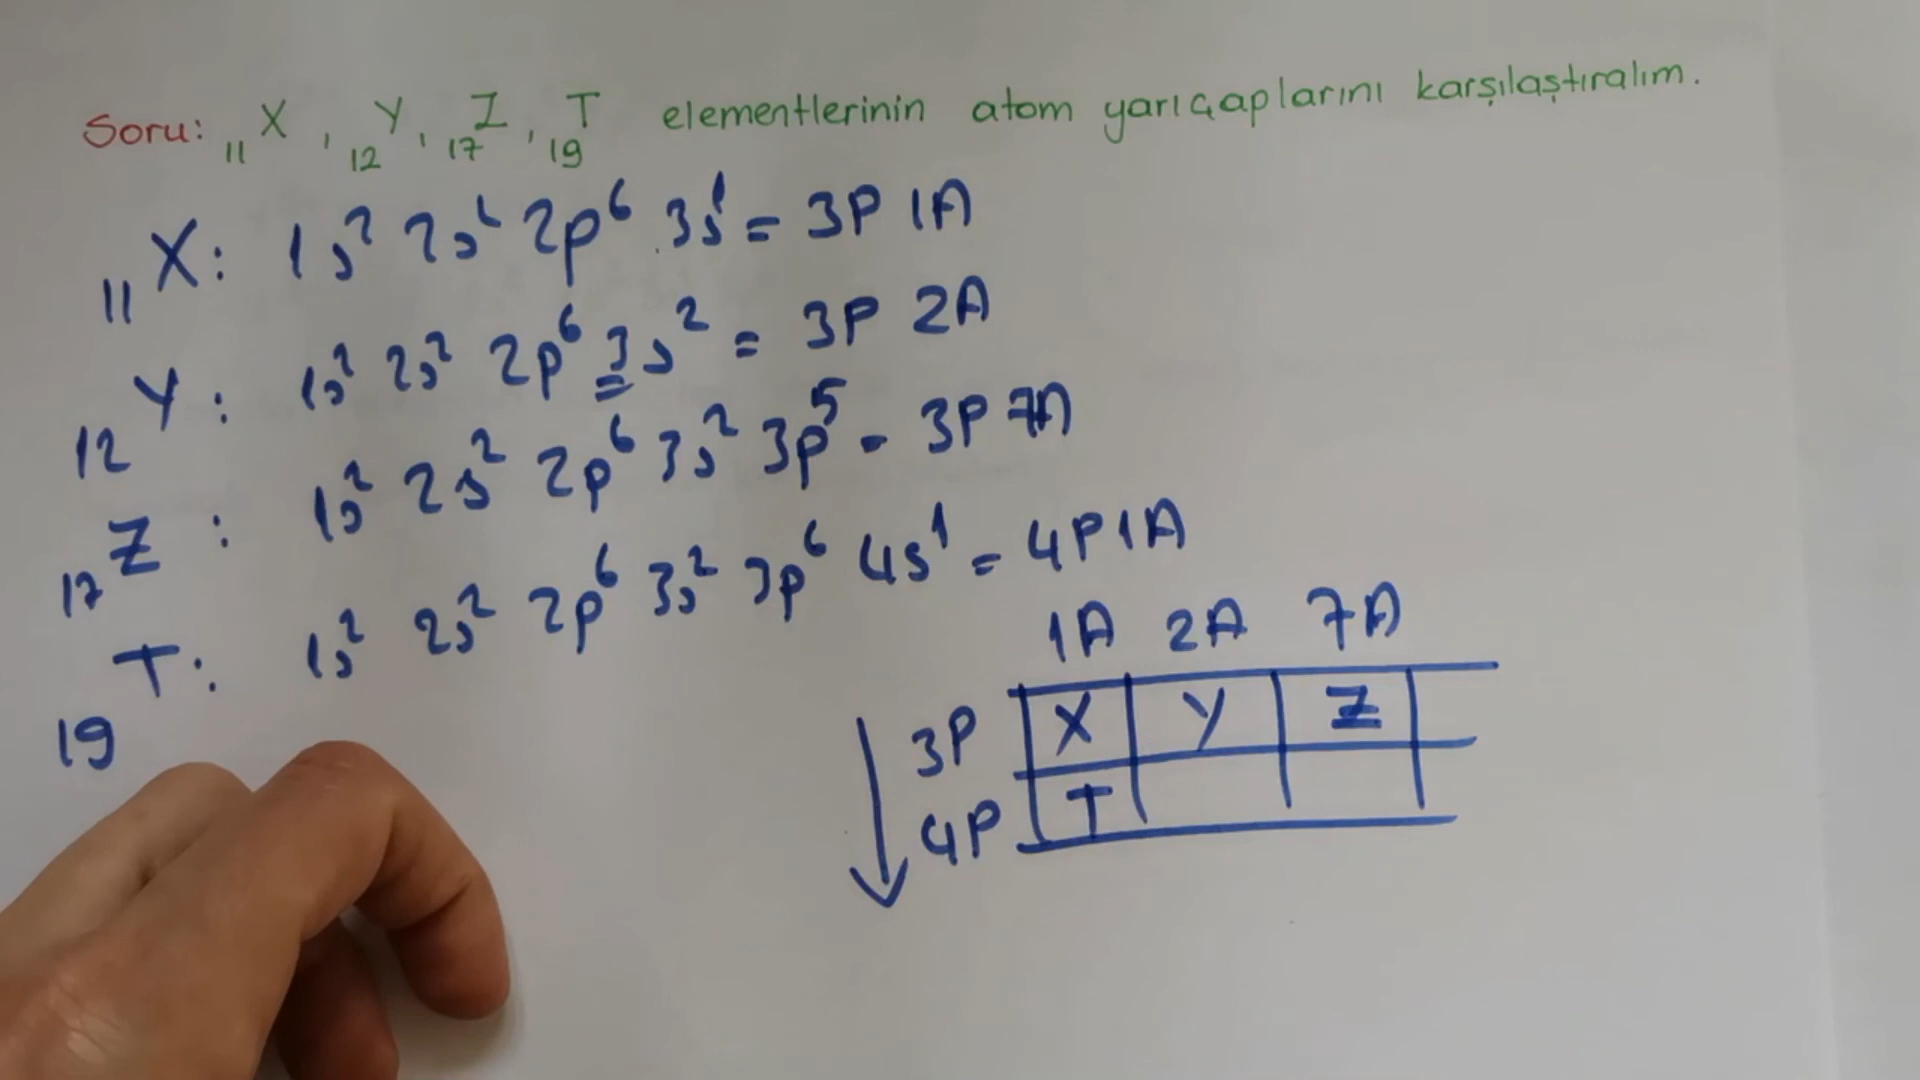 Soru: ₁₁X, ₁₂Y, ₁₇Z, ₁₉T elementlerinin atom yarıçaplarını karşılaştıralım.
₁₁X: 1s² 2s² 2p⁶ 3s¹ = 3P 1A
₁₂Y: 1s² 2s² 2p⁶ 3s² = 3P 2A
₁₇Z: 1s² 2s² 2p⁶ 3s² 3p⁵ - 3P 7A
₁₉T: 1s² 2s² 2p⁶ 3s² 3p⁶ 4s¹ = 4P 1A
1A 2A 7A
3P X Y Z
4P T